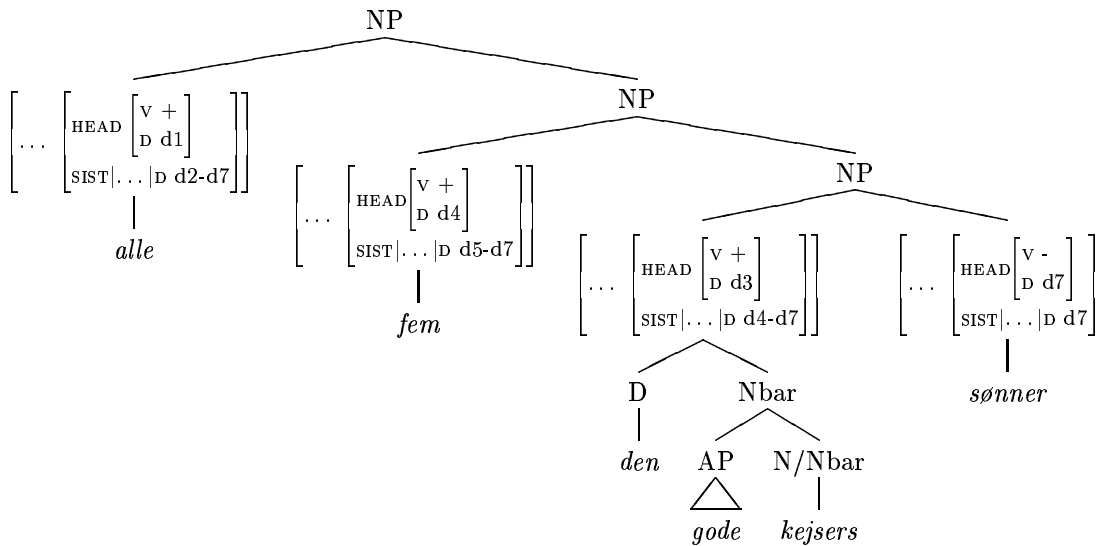 NP
NP
… HEAD V +
D d1
SIST|…|D d2-d7
alle
… HEAD V +
D d4
SIST|…|D d5-d7
fem
NP
… HEAD V +
D d3
SIST|…|D d4-d7
… HEAD V -
D d7
SIST|…|D d7
D Nbar
sønner
den AP N/Nbar
gode kejsers